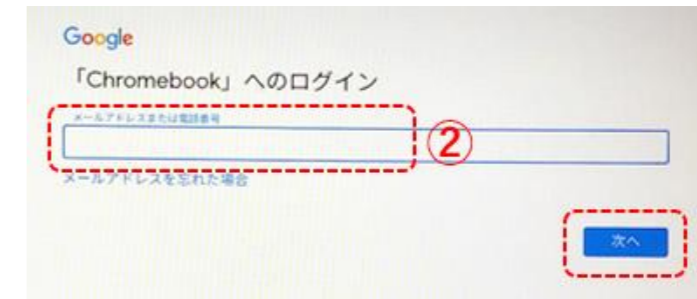 Google
「Chromebook」へのログイン
メールアドレスまたは電話番号
②
メールアドレスを忘れた場合
次へ